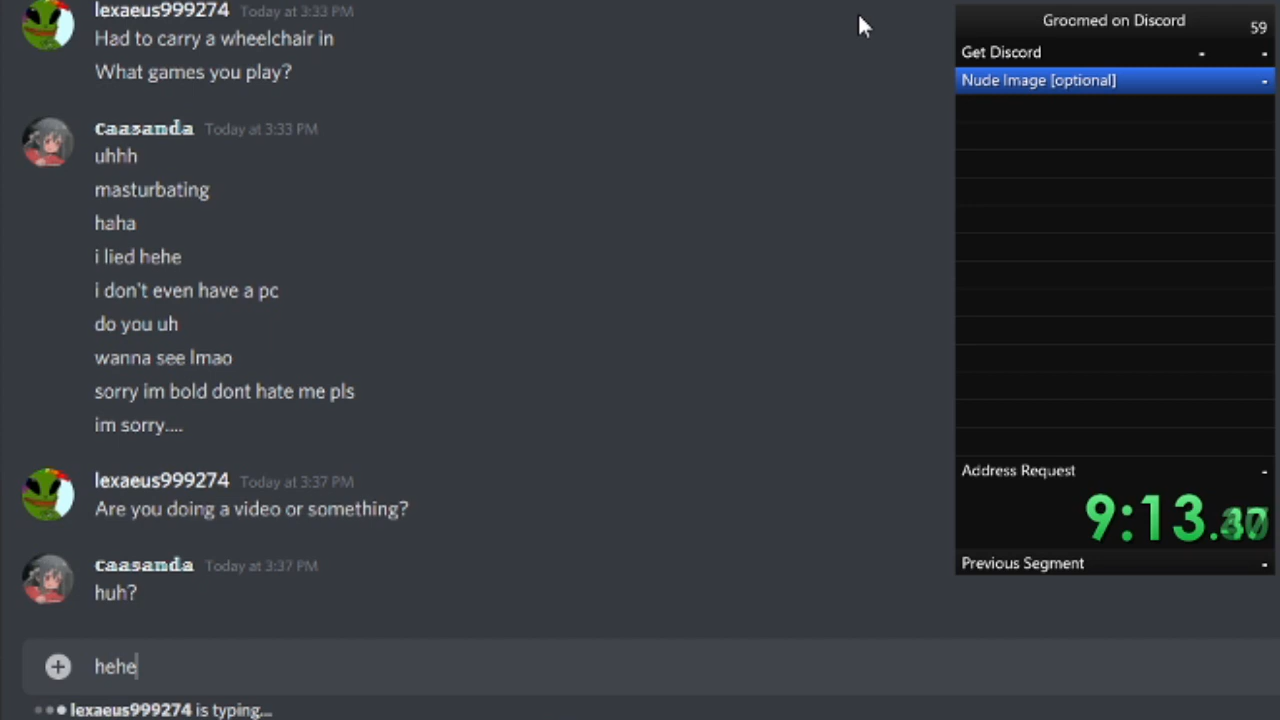 lexaeus999274 Today at 3:33 PM
Had to carry a wheelchair in
What games you play?
caasanda Today at 3:33 PM
uhhh
masturbating
haha
i lied hehe
i don't even have a pc
do you uh
wanna see lmao
sorry im bold dont hate me pls
im sorry....
lexaeus999274 Today at 3:37 PM
Are you doing a video or something?
caasanda Today at 3:37 PM
huh?
hehe
lexaeus999274 is typing...
Groomed on Discord
59
Get Discord - -
Nude Image [optional] -
Address Request -
9:13.
Previous Segment -